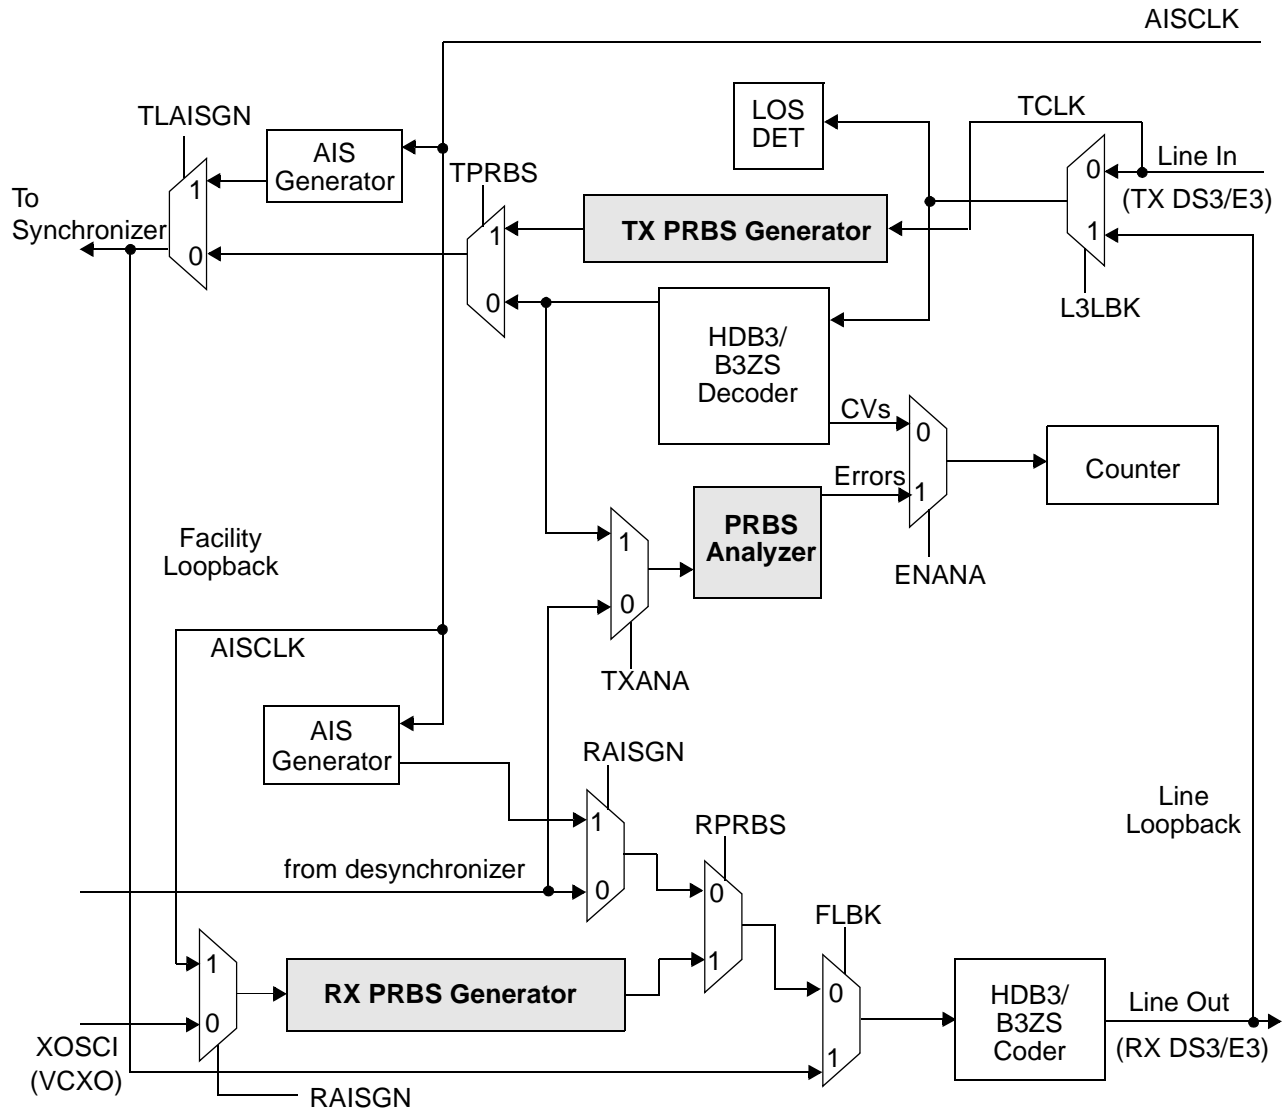 AISCLK
TCLK
TLAISGN
LOS
DET
AIS
Generator
0
Line In
TPRBS
1
To
Synchronizer
(TX DS3/E3)
TX PRBS Generator
1
1
0
0
L3LBK
HDB3/
B3ZS
Decoder
CVs
0
Counter
Errors
1
PRBS
Analyzer
Facility
Loopback
1
ENANA
0
AISCLK
TXANA
AIS
Generator
RAISGN
Line
Loopback
1
RPRBS
from desynchronizer
0
0
FLBK
1
1
RX PRBS Generator
0
HDB3/
B3ZS
Coder
Line Out
0
XOSCI
(VCXO)
1
(RX DS3/E3)
RAISGN